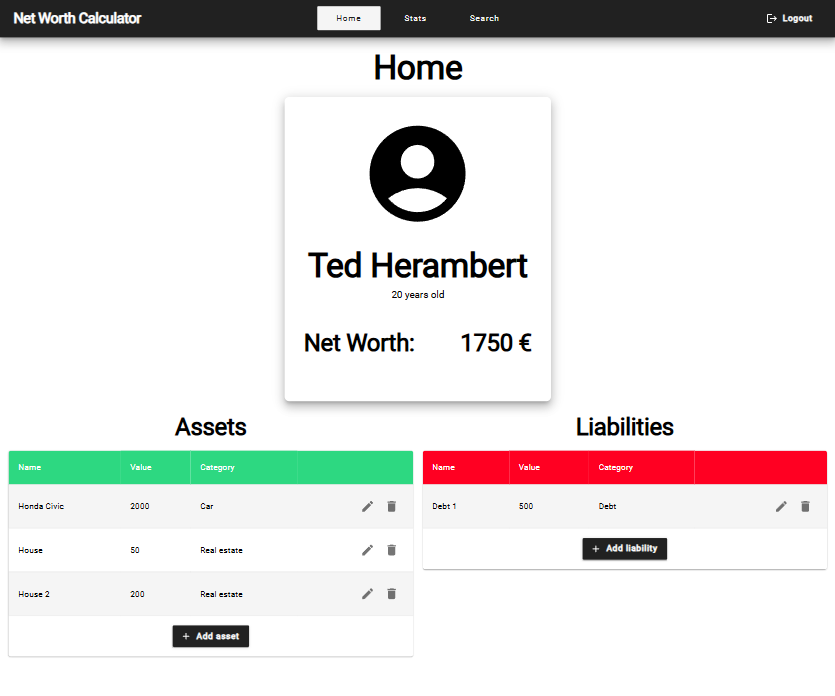 Net Worth Calculator Home Stats Search Logout
Home
Ted Herambert
20 years old
Net Worth: 1750 €
Assets
Name Value Category
Honda Civic 2000 Car
House 50 Real estate
House 2 200 Real estate
+ Add asset
Liabilities
Name Value Category
Debt 1 500 Debt
+ Add liability